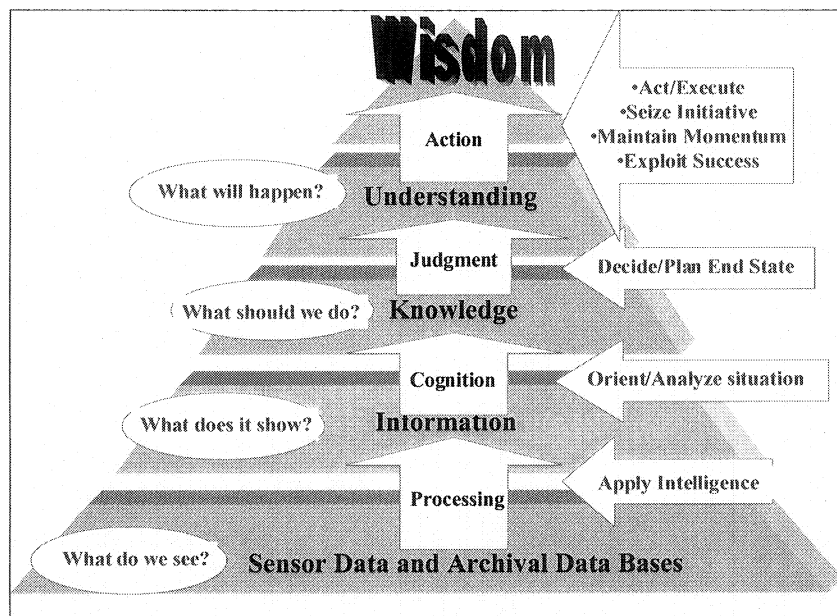 Wisdom
•Act/Execute
•Seize Initiative
•Maintain Momentum
•Exploit Success
Action
What will happen?
Understanding
Judgment
Decide/Plan End State
What should we do?
Knowledge
Cognition
Orient/Analyze situation
What does it show?
Information
Processing
Apply Intelligence
What do we see?
Sensor Data and Archival Data Bases